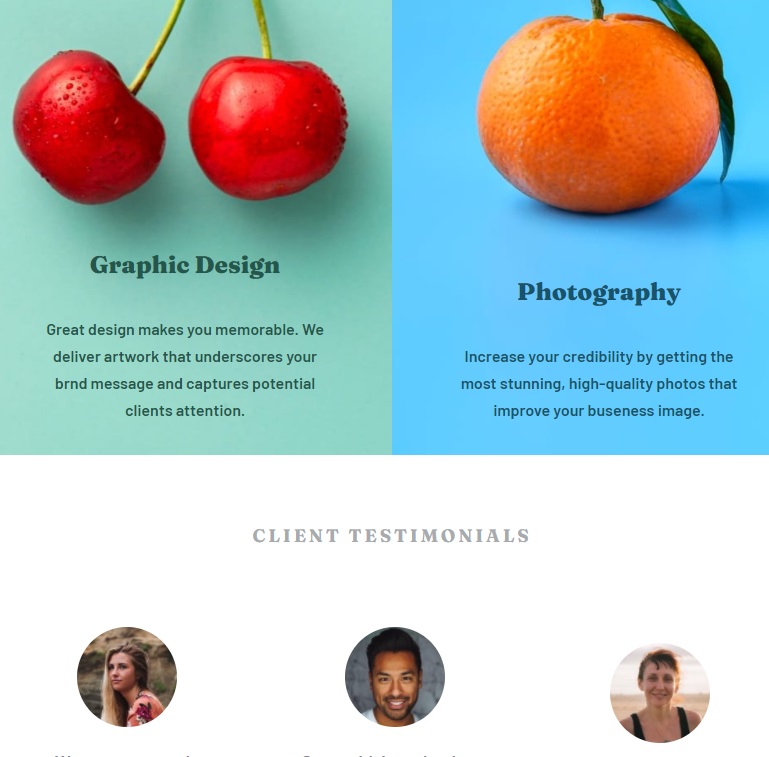 Graphic Design
Great design makes you memorable. We
deliver artwork that underscores your
brnd message and captures potential
clients attention.
Photography
Increase your credibility by getting the
most stunning, high-quality photos that
improve your buseness image.
CLIENT TESTIMONIALS